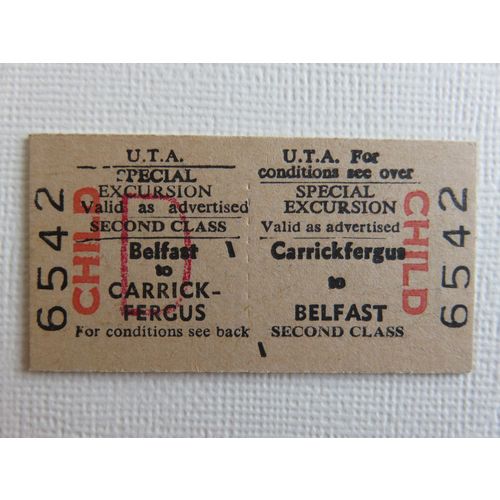 6542
CHILD
U.T.A.
SPECIAL
EXCURSION
Valid as advertised
SECOND CLASS
Belfast
to
CARRICK-
FERGUS
For conditions see back
U.T.A. For
conditions see over
SPECIAL
EXCURSION
Valid as advertised
Carrickfergus
to
BELFAST
SECOND CLASS
CHILD
6542